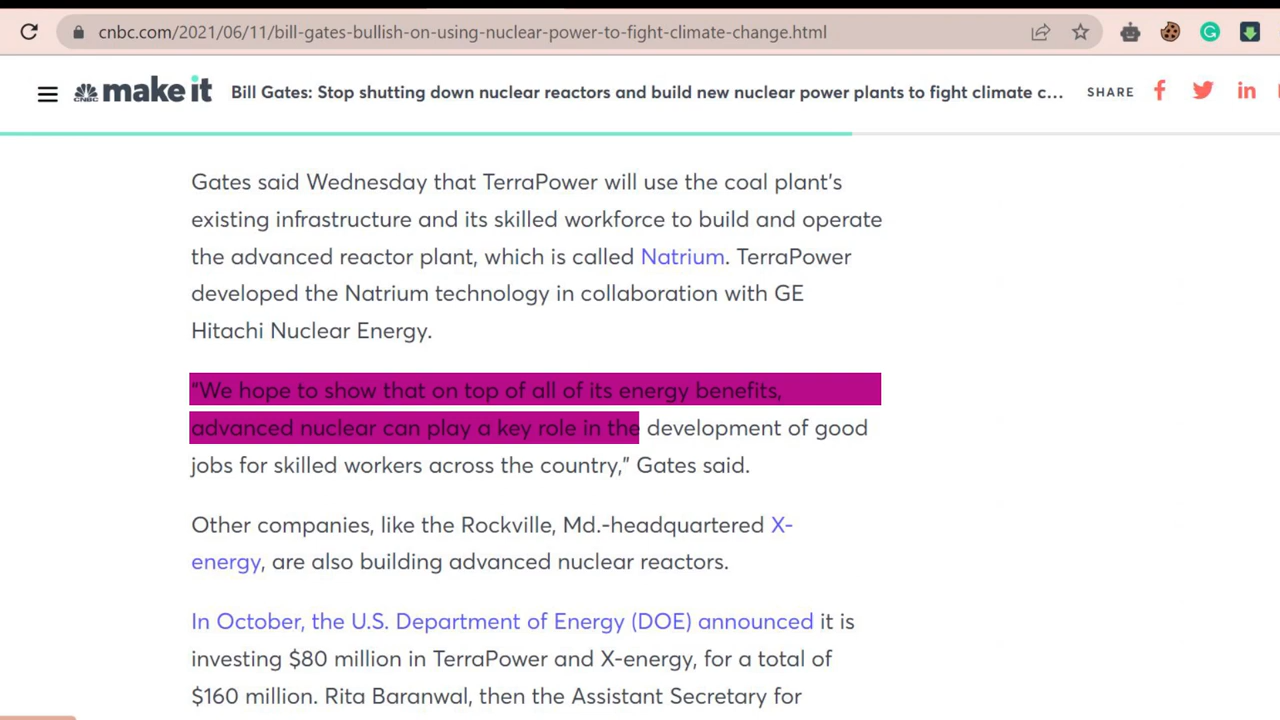 cnbc.com/2021/06/11/bill-gates-bullish-on-using-nuclear-power-to-fight-climate-change.html
CNBC make it Bill Gates: Stop shutting down nuclear reactors and build new nuclear power plants to fight climate c... SHARE
Gates said Wednesday that TerraPower will use the coal plant’s
existing infrastructure and its skilled workforce to build and operate
the advanced reactor plant, which is called Natrium. TerraPower
developed the Natrium technology in collaboration with GE
Hitachi Nuclear Energy.
“We hope to show that on top of all of its energy benefits,
advanced nuclear can play a key role in the development of good
jobs for skilled workers across the country,” Gates said.
Other companies, like the Rockville, Md.-headquartered X-
energy, are also building advanced nuclear reactors.
In October, the U.S. Department of Energy (DOE) announced it is
investing $80 million in TerraPower and X-energy, for a total of
$160 million. Rita Baranwal, then the Assistant Secretary for